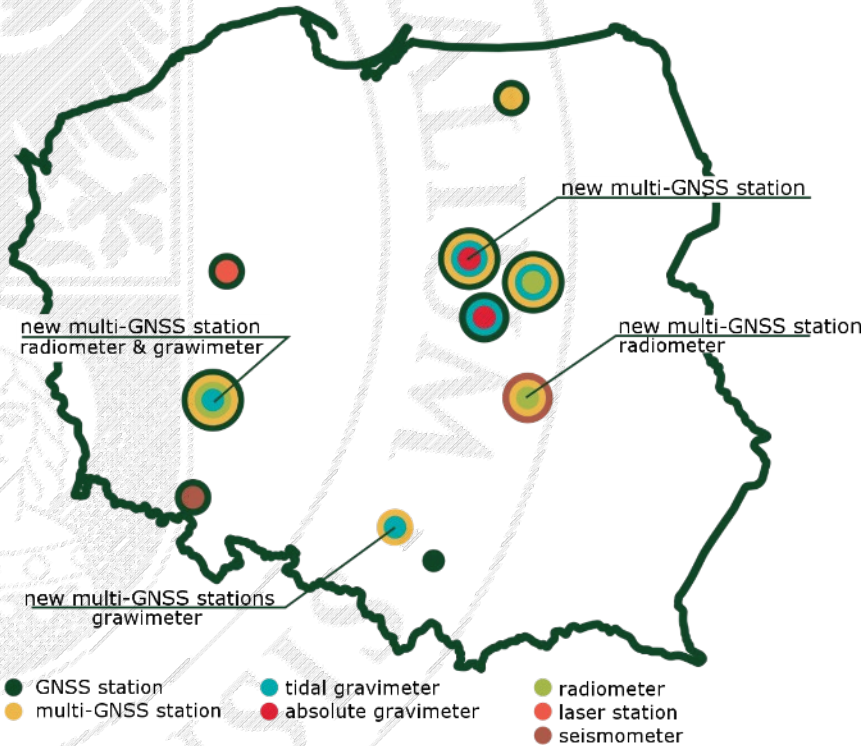 new multi-GNSS station
new multi-GNSS station
radiometer & grawimeter
new multi-GNSS station
radiometer
new multi-GNSS stations
grawimeter
GNSS station
multi-GNSS station
tidal gravimeter
absolute gravimeter
radiometer
laser station
seismometer